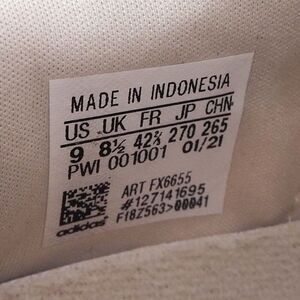 MADE IN INDONESIA
US UK FR JP CHN
9 8½ 42⅔ 270 265
PWI 001001 01/21
ART FX6655
#127141695
F18Z563>00041
adidas